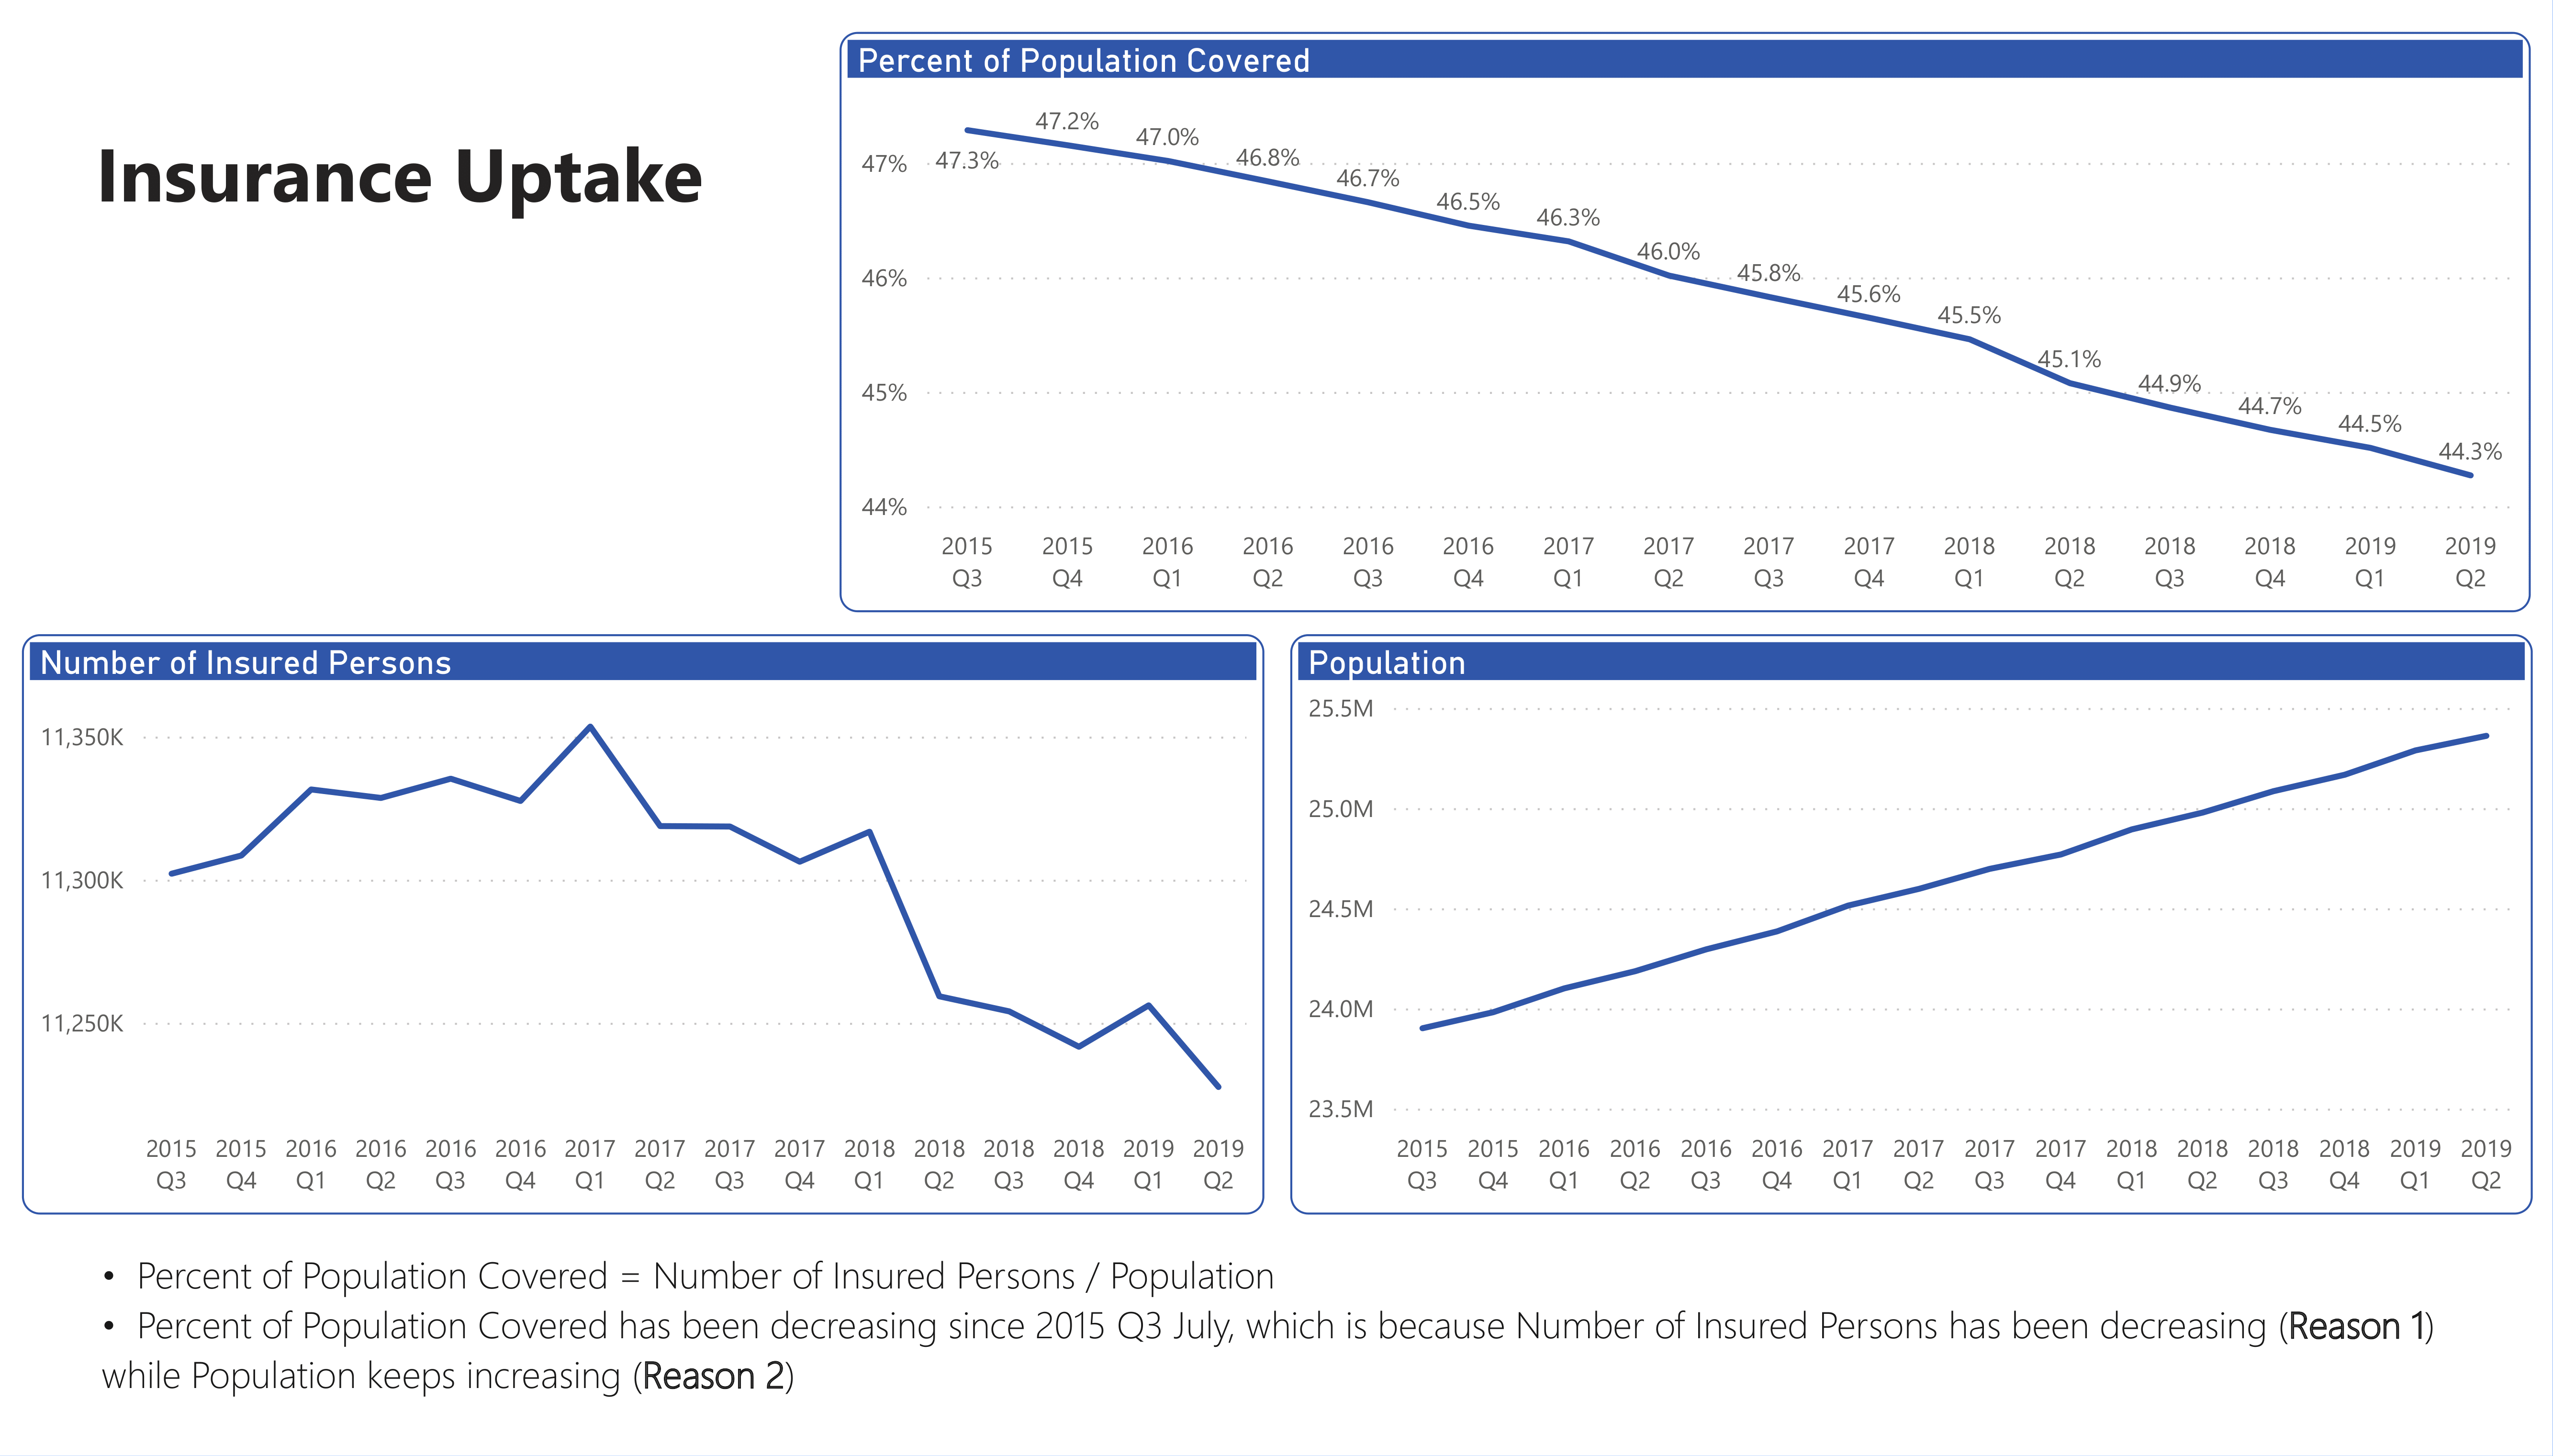 Insurance Uptake
Percent of Population Covered
47.2%
47.0%
47% 47.3%
46.8%
46.7%
46.5%
46.3%
46.0%
46%
45.8%
45.6%
45.5%
45.1%
45%
44.9%
44.7%
44.5%
44.3%
44%
2015 2015 2016 2016 2016 2016 2017 2017 2017 2017 2018 2018 2018 2018 2019 2019
Q3 Q4 Q1 Q2 Q3 Q4 Q1 Q2 Q3 Q4 Q1 Q2 Q3 Q4 Q1 Q2
Number of Insured Persons
11,350K
11,300K
11,250K
2015 2015 2016 2016 2016 2016 2017 2017 2017 2017 2018 2018 2018 2018 2019 2019
Q3 Q4 Q1 Q2 Q3 Q4 Q1 Q2 Q3 Q4 Q1 Q2 Q3 Q4 Q1 Q2
Population
25.5M
25.0M
24.5M
24.0M
23.5M
2015 2015 2016 2016 2016 2016 2017 2017 2017 2017 2018 2018 2018 2018 2019 2019
Q3 Q4 Q1 Q2 Q3 Q4 Q1 Q2 Q3 Q4 Q1 Q2 Q3 Q4 Q1 Q2
• Percent of Population Covered = Number of Insured Persons / Population
• Percent of Population Covered has been decreasing since 2015 Q3 July, which is because Number of Insured Persons has been decreasing (Reason 1)
while Population keeps increasing (Reason 2)